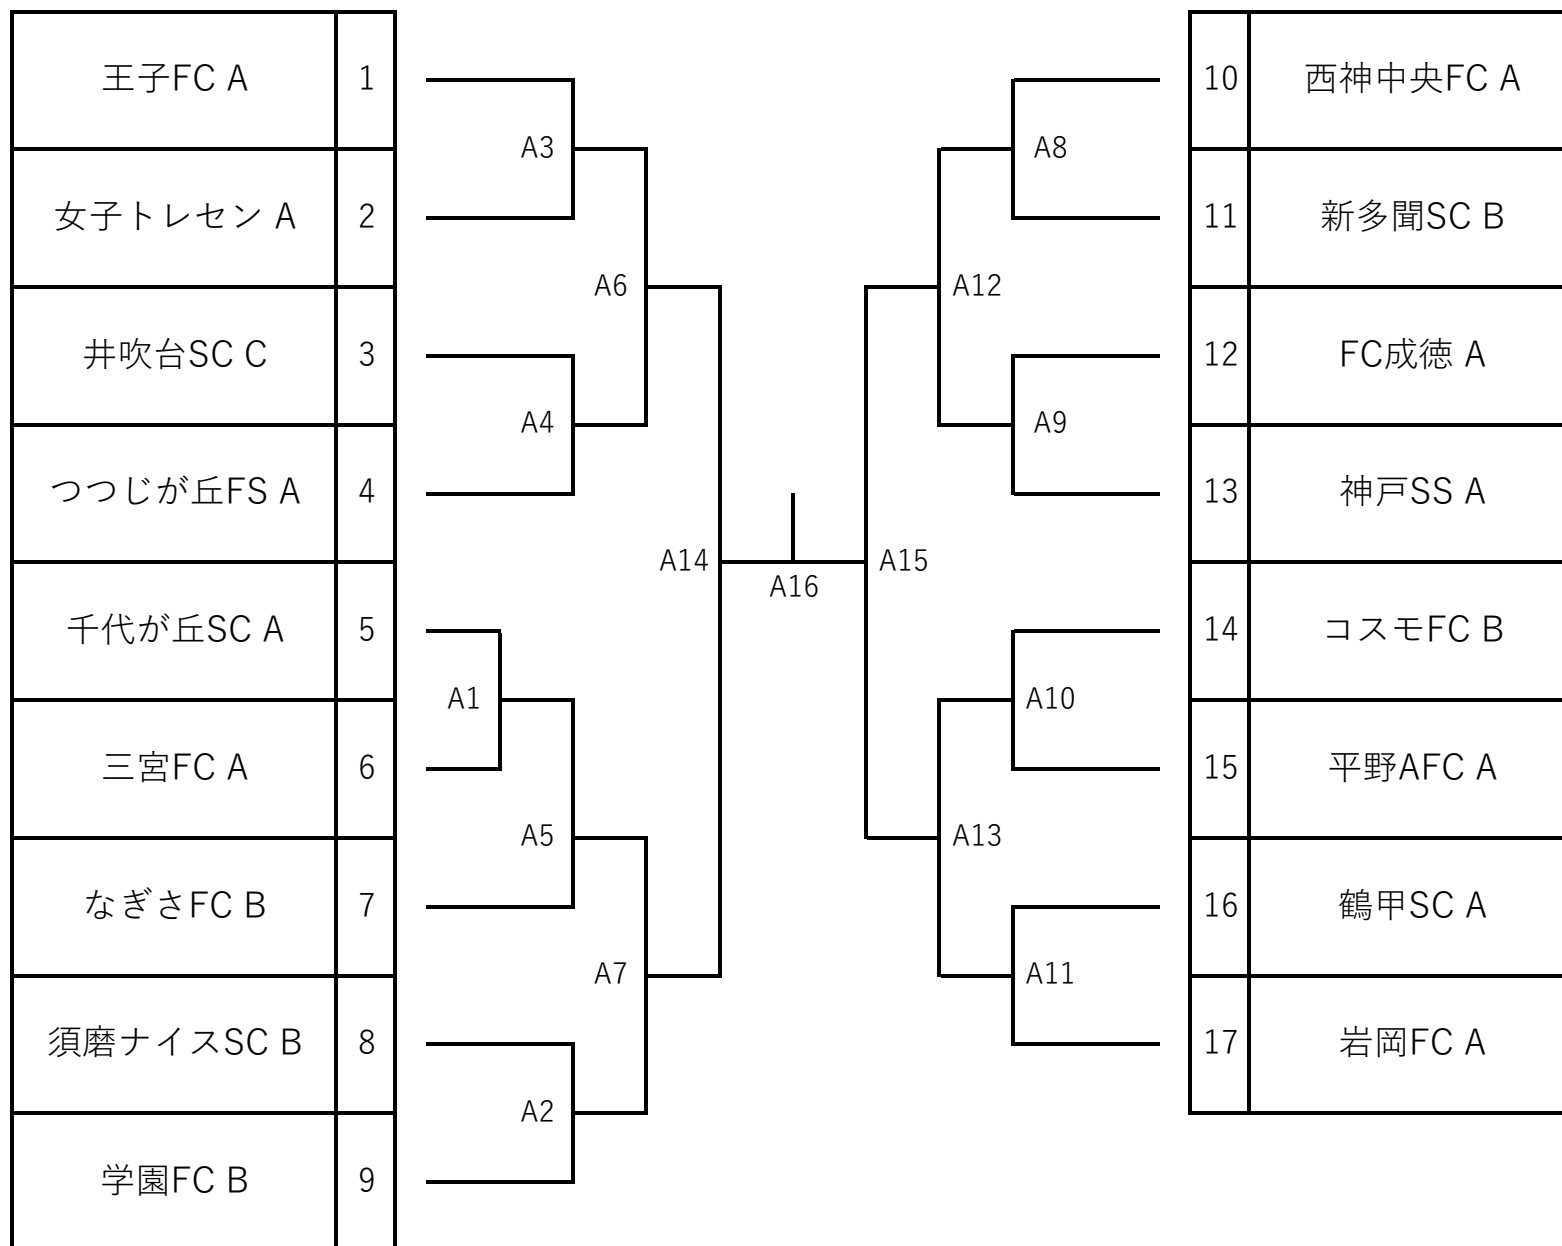 王子FC A 1
女子トレセン A 2
井吹台SC C 3
つつじが丘FS A 4
千代が丘SC A 5
三宮FC A 6
なぎさFC B 7
須磨ナイスSC B 8
学園FC B 9
A3
A6
A4
A14
A1
A5
A7
A2
A16
A8
A12
A9
A15
A10
A13
A11
10 西神中央FC A
11 新多聞SC B
12 FC成徳 A
13 神戸SS A
14 コスモFC B
15 平野AFC A
16 鶴甲SC A
17 岩岡FC A